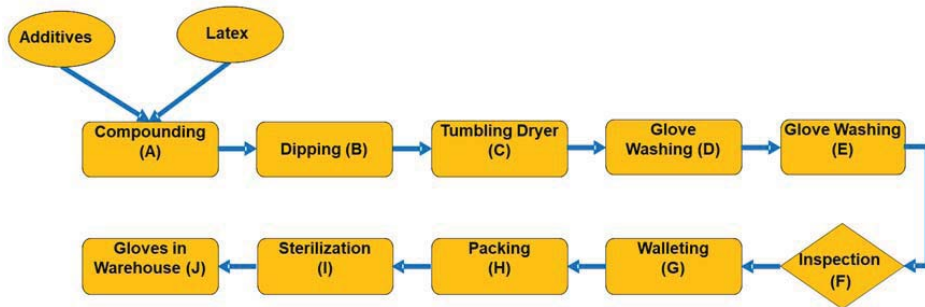 Additives
Latex
Compounding
(A)
Dipping (B)
Tumbling Dryer
(C)
Glove
Washing (D)
Glove Washing
(E)
Gloves in
Warehouse (J)
Sterilization
(I)
Packing
(H)
Walleting
(G)
Inspection
(F)